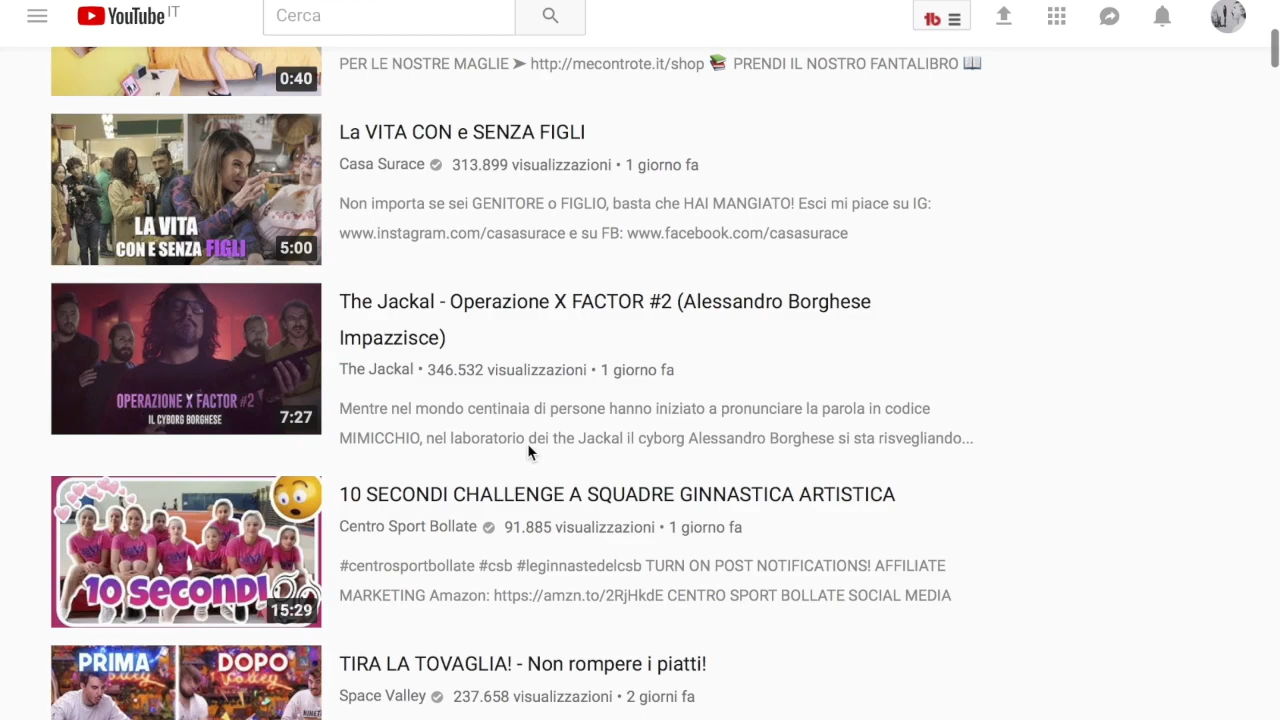 YouTube IT
Cerca
tb
0:40
PER LE NOSTRE MAGLIE ➤ http://mecontrote.it/shop 📚 PRENDI IL NOSTRO FANTALIBRO 📖
LA VITA
CON E SENZA FIGLI
5:00
La VITA CON e SENZA FIGLI
Casa Surace 313.899 visualizzazioni • 1 giorno fa
Non importa se sei GENITORE o FIGLIO, basta che HAI MANGIATO! Esci mi piace su IG:
www.instagram.com/casasurace e su FB: www.facebook.com/casasurace
OPERAZIONE X FACTOR #2
IL CYBORG BORGHESE
7:27
The Jackal - Operazione X FACTOR #2 (Alessandro Borghese
Impazzisce)
The Jackal • 346.532 visualizzazioni • 1 giorno fa
Mentre nel mondo centinaia di persone hanno iniziato a pronunciare la parola in codice
MIMICCHIO, nel laboratorio dei the Jackal il cyborg Alessandro Borghese si sta risvegliando...
10 SECONDI
15:29
10 SECONDI CHALLENGE A SQUADRE GINNASTICA ARTISTICA
Centro Sport Bollate 91.885 visualizzazioni • 1 giorno fa
#centrosportbollate #csb #leginnastedelcsb TURN ON POST NOTIFICATIONS! AFFILIATE
MARKETING Amazon: https://amzn.to/2RjHkdE CENTRO SPORT BOLLATE SOCIAL MEDIA
PRIMA DOPO
TIRA LA TOVAGLIA! - Non rompere i piatti!
Space Valley 237.658 visualizzazioni • 2 giorni fa